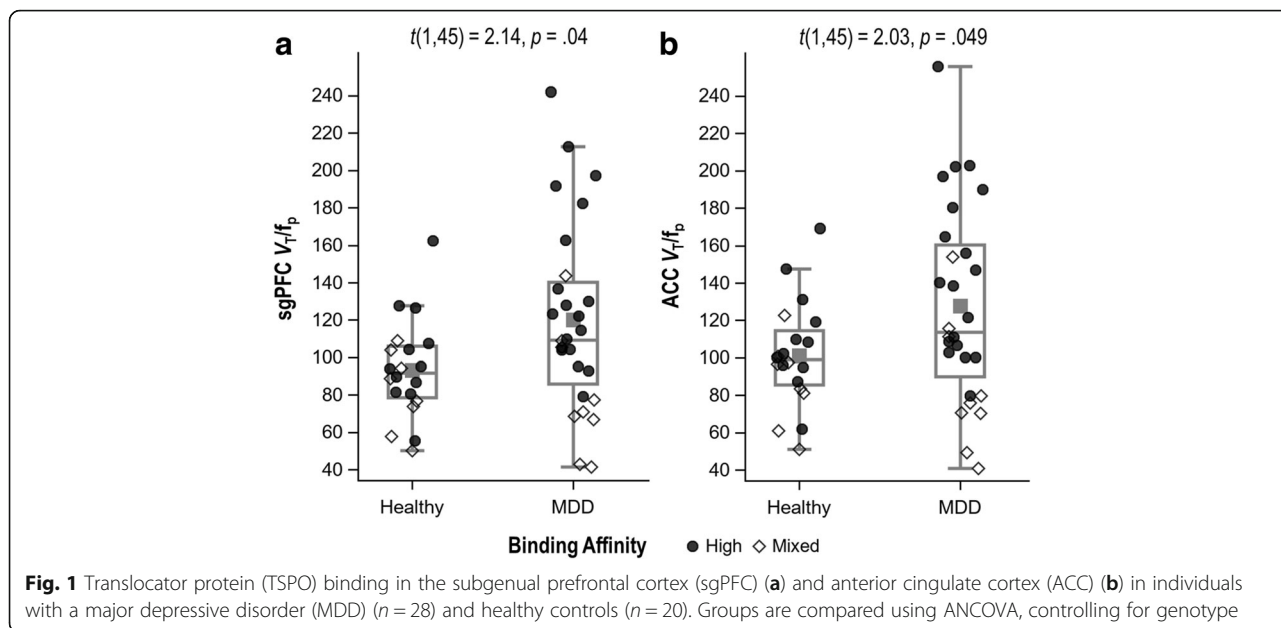 a
t(1,45) = 2.14, p = .04
b
t(1,45) = 2.03, p = .049
sgPFC V_T/f_p
240
220
200
180
160
140
120
100
80
60
40
Healthy
MDD
ACC V_T/f_p
240
220
200
180
160
140
120
100
80
60
40
Healthy
MDD
Binding Affinity ● High ◇ Mixed
Fig. 1 Translocator protein (TSPO) binding in the subgenual prefrontal cortex (sgPFC) (a) and anterior cingulate cortex (ACC) (b) in individuals
with a major depressive disorder (MDD) (n = 28) and healthy controls (n = 20). Groups are compared using ANCOVA, controlling for genotype